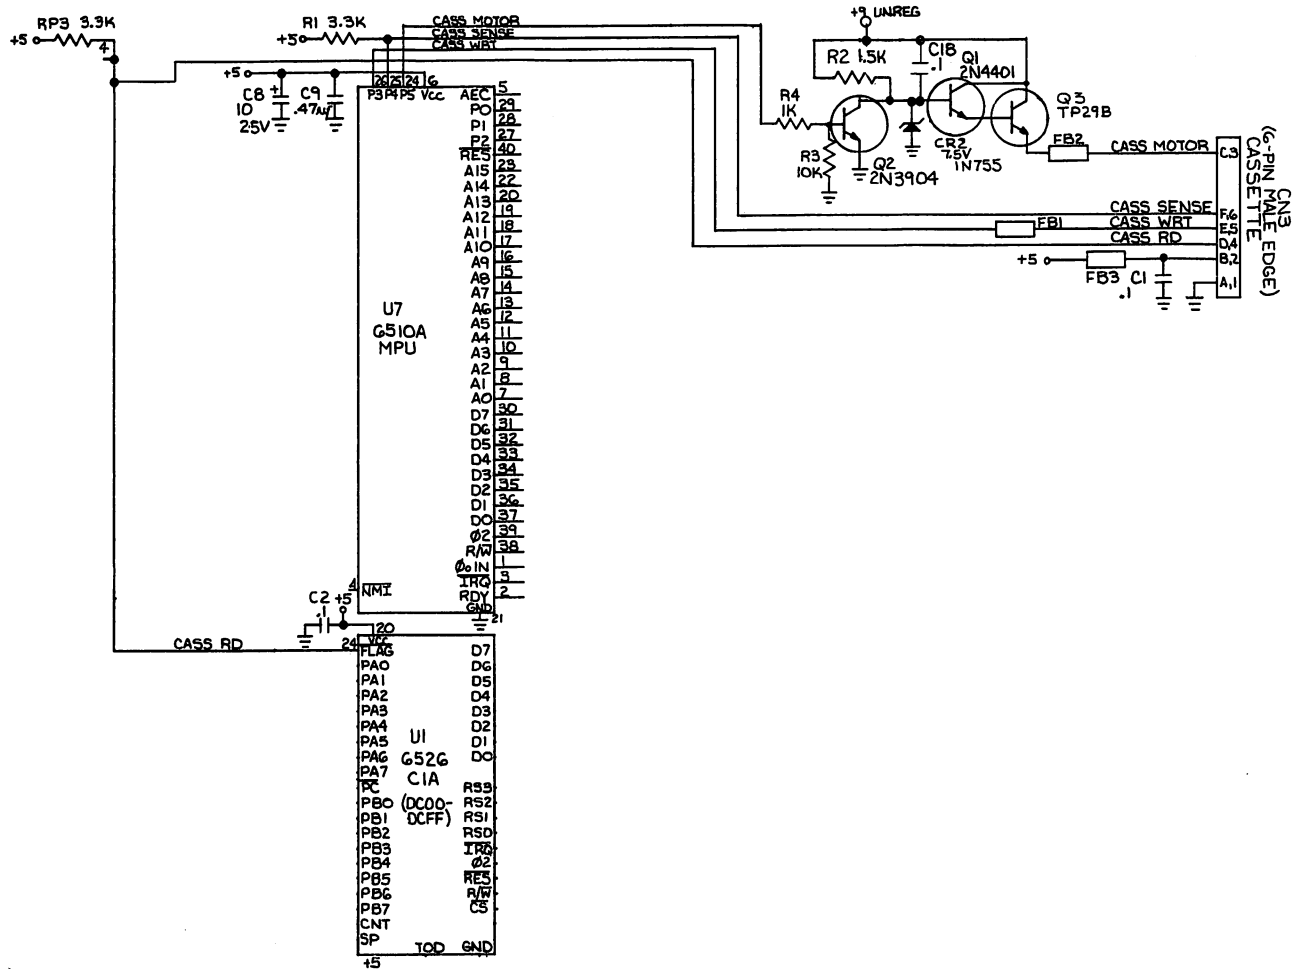 RP3 3.3K
+5
4
R1 3.3K
+5
CASS MOTOR
CASS SENSE
CASS WRT
+5
C8
10
25V
+
C9
.47
26 25 24 6
P3 P4 P5 Vcc
AEC 5
P0 29
P1 28
P2 27
RES 40
A15 23
A14 22
A13 20
A12 19
A11 18
A10 17
A9 16
A8 15
A7 14
A6 13
A5 12
A4 11
A3 10
A2 9
A1 8
A0 7
D7 30
D6 31
D5 32
D4 33
D3 34
D2 35
D1 36
D0 37
Ø2 39
R/W 38
Øo IN 1
IRQ 3
RDY 2
GND
21
U7
6510A
MPU
4
NMI
+9 UNREG
R2 1.5K
C18
.1
Q1
2N4401
Q3
TP29B
R4
1K
R3
10K
Q2
2N3904
CR2
7.5V
1N755
FB2
CASS MOTOR
C,3
CASS SENSE
F,6
FB1
CASS WRT
E,5
CASS RD
D,4
+5
FB3
C1
.1
B,2
A,1
CN3
(6-PIN MALE EDGE)
CASSETTE
C2
.1
+5
20
VCC
CASS RD
24
FLAG
PA0
PA1
PA2
PA3
PA4
PA5
PA6
PA7
PC
PB0
PB1
PB2
PB3
PB4
PB5
PB6
PB7
CNT
SP
+5
TOD
GND
U1
6526
CIA
(DC00-
DCFF)
D7
D6
D5
D4
D3
D2
D1
D0
RS3
RS2
RS1
RS0
IRQ
Ø2
RES
R/W
CS